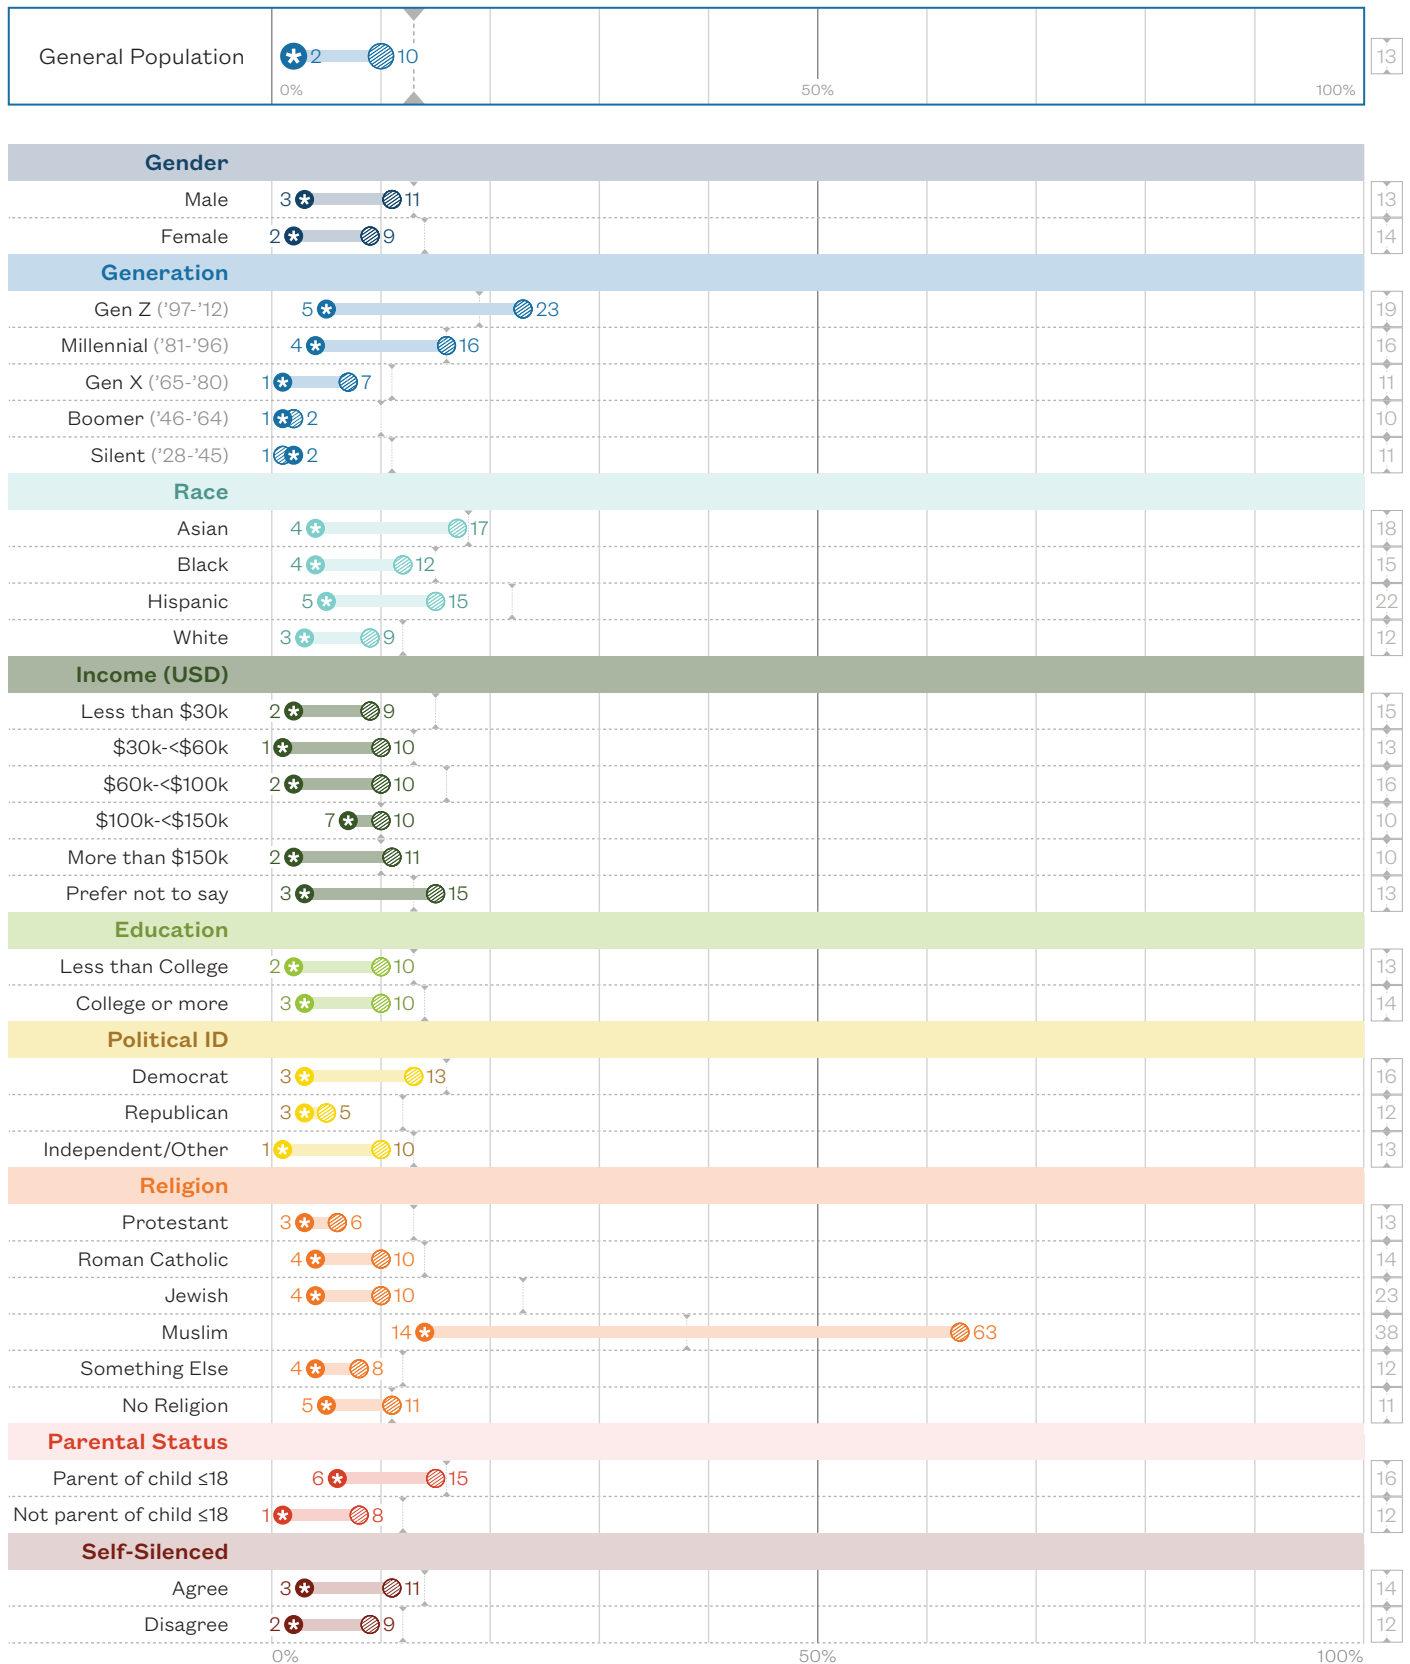 General Population 2 10 13
0% 50% 100%
Gender
Male 3 11 13
Female 2 9 14
Generation
Gen Z (’97-’12) 5 23 19
Millennial (’81-’96) 4 16 16
Gen X (’65-’80) 1 7 11
Boomer (’46-’64) 1 2 10
Silent (’28-’45) 1 2 11
Race
Asian 4 17 18
Black 4 12 15
Hispanic 5 15 22
White 3 9 12
Income (USD)
Less than $30k 2 9 15
$30k-<$60k 1 10 13
$60k-<$100k 2 10 16
$100k-<$150k 7 10 10
More than $150k 2 11 10
Prefer not to say 3 15 13
Education
Less than College 2 10 13
College or more 3 10 14
Political ID
Democrat 3 13 16
Republican 3 5 12
Independent/Other 1 10 13
Religion
Protestant 3 6 13
Roman Catholic 4 10 14
Jewish 4 10 23
Muslim 14 63 38
Something Else 4 8 12
No Religion 5 11 11
Parental Status
Parent of child ≤18 6 15 16
Not parent of child ≤18 1 8 12
Self-Silenced
Agree 3 11 14
Disagree 2 9 12
0% 50% 100%